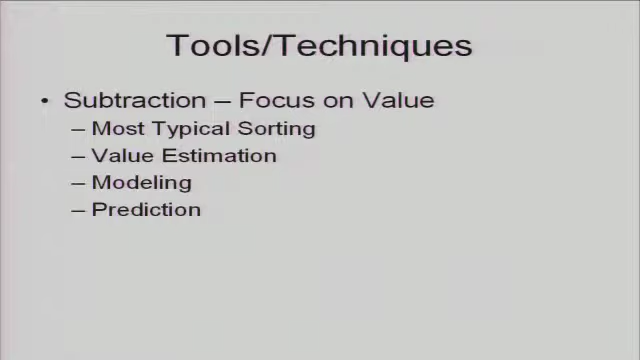 Tools/Techniques
• Subtraction – Focus on Value
– Most Typical Sorting
– Value Estimation
– Modeling
– Prediction